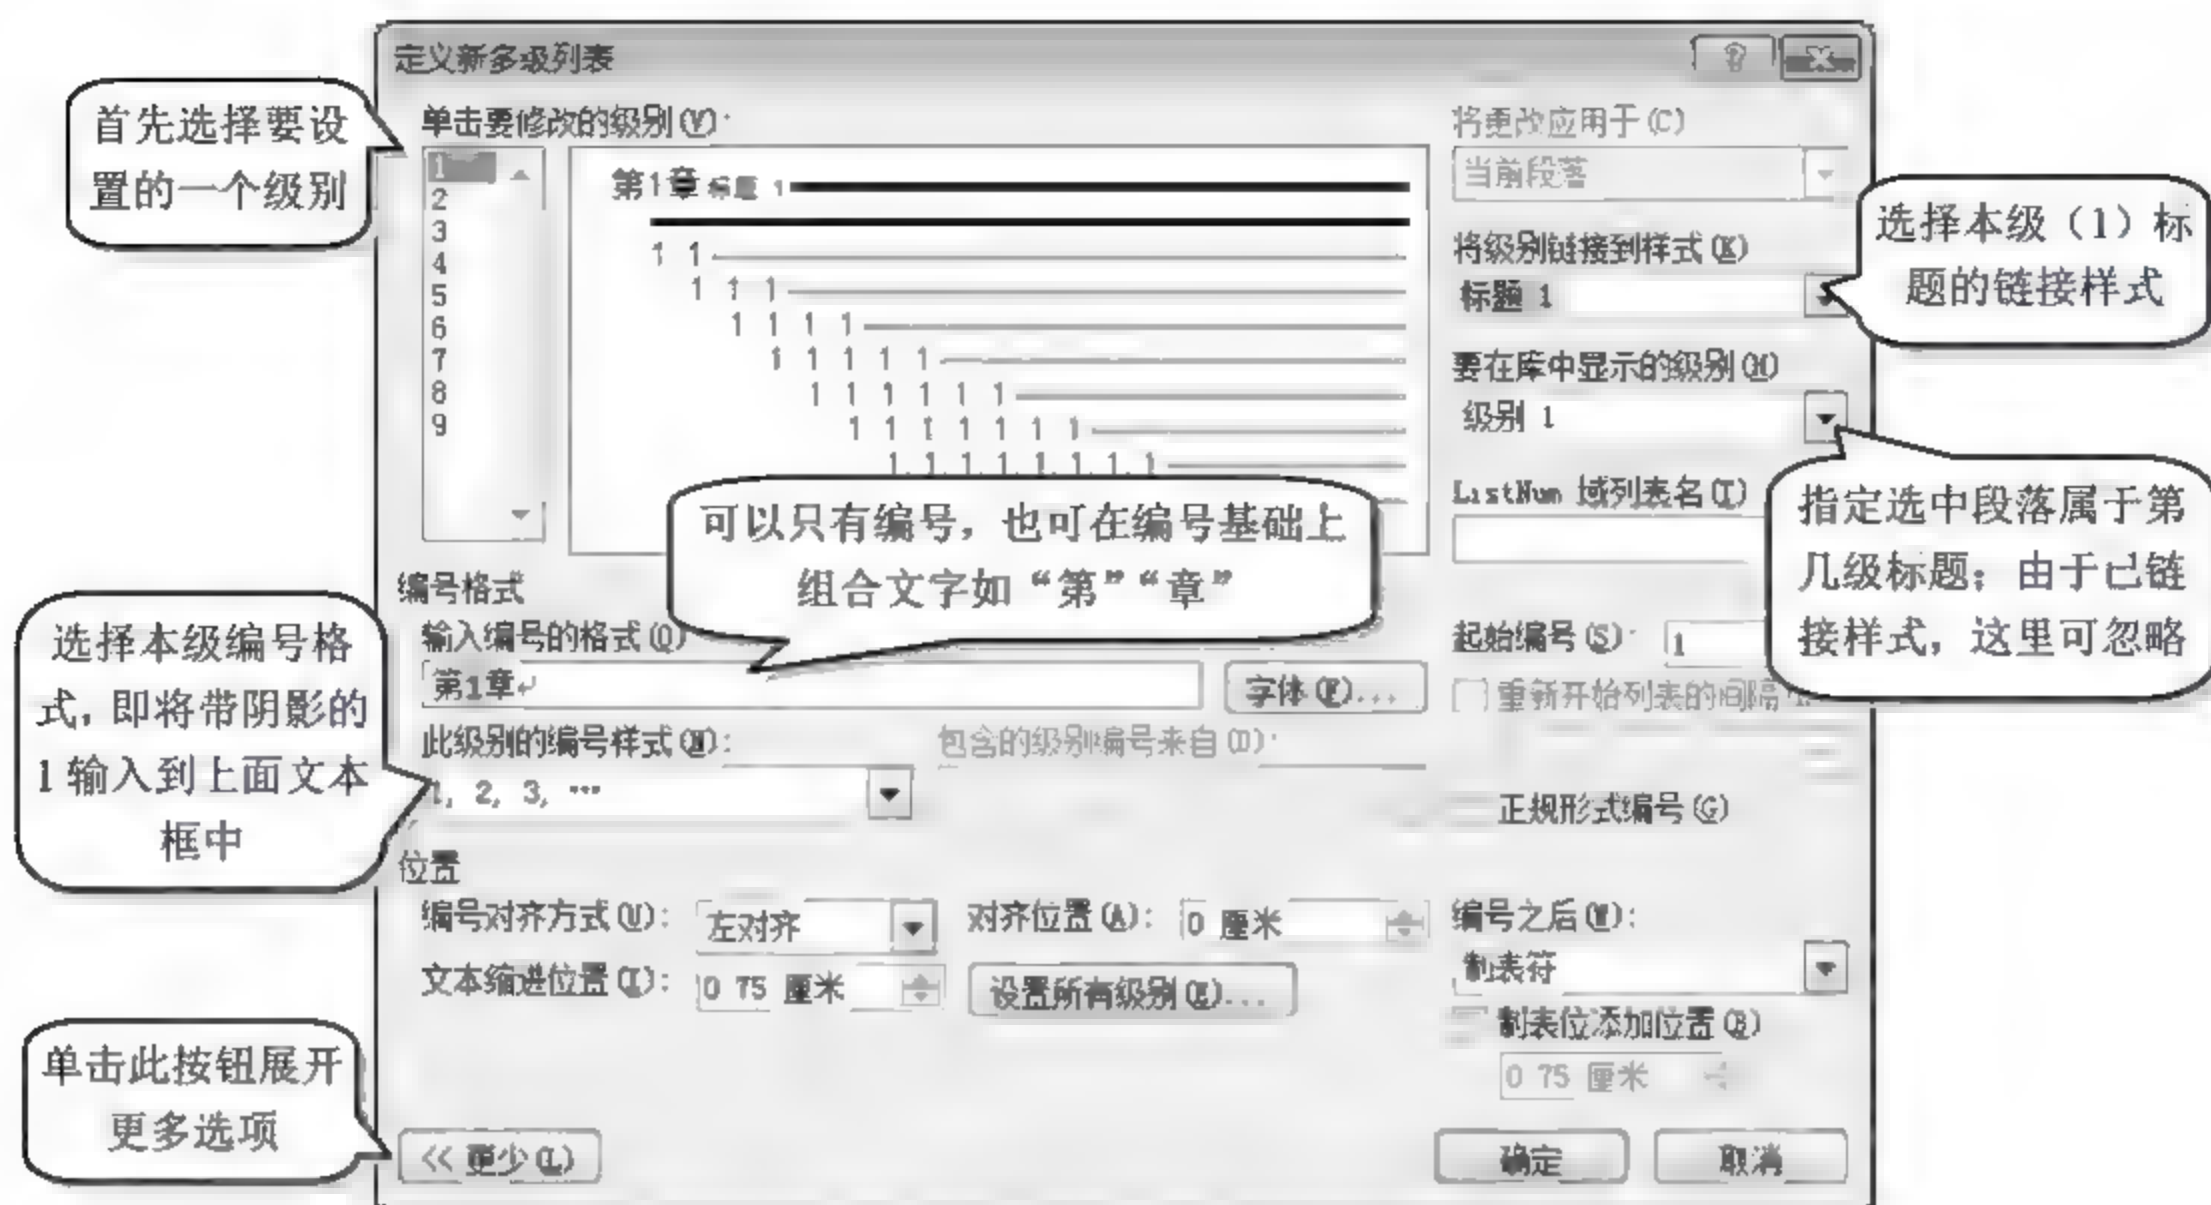 定义新多级列表
首先选择要设
置的一个级别
单击要修改的级别(V):
1
2
3
4
5
6
7
8
9
第1章 标题 1
1 1
1 1 1
1 1 1 1
1 1 1 1 1
1 1 1 1 1 1
1 1 1 1 1 1 1
1.1.1.1.1.1.1.1
将更改应用于(C)
当前段落
将级别链接到样式(K)
标题 1
选择本级（1）标
题的链接样式
要在库中显示的级别(H)
级别 1
ListNum 域列表名(T)
指定选中段落属于第
几级标题；由于已链
接样式，这里可忽略
可以只有编号，也可在编号基础上
组合文字如“第”“章”
编号格式
输入编号的格式(O)
第1章
字体(F)...
起始编号(S): 1
重新开始列表的间隔
选择本级编号格
式，即将带阴影的
1输入到上面文本
框中
此级别的编号样式(N):
1, 2, 3, …
包含的级别编号来自(D):
正规形式编号(G)
位置
编号对齐方式(U): 左对齐
对齐位置(A): 0 厘米
编号之后(W):
制表符
文本缩进位置(I): 0 75 厘米
设置所有级别(E)...
制表位添加位置(B)
0 75 厘米
单击此按钮展开
更多选项
<< 更少(L)
确定
取消